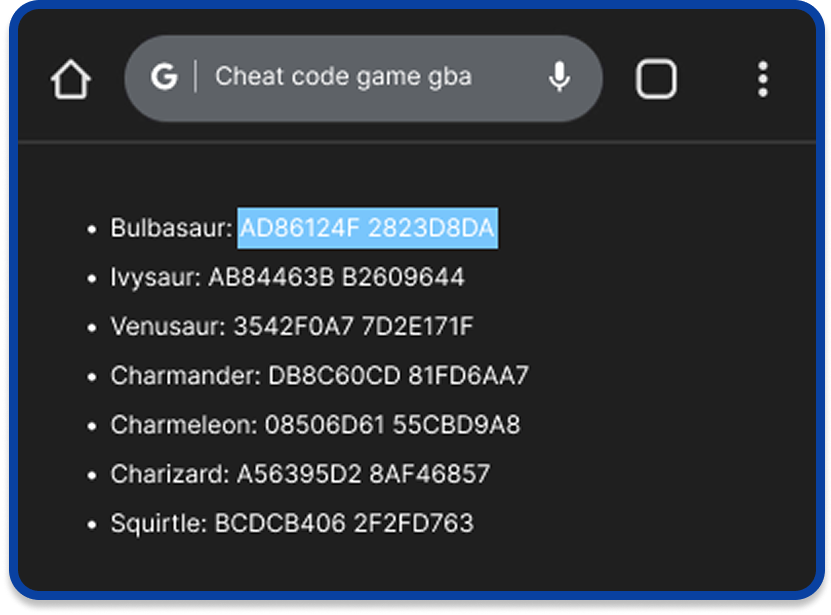 G | Cheat code game gba
• Bulbasaur: AD86124F 2823D8DA
• Ivysaur: AB84463B B2609644
• Venusaur: 3542F0A7 7D2E171F
• Charmander: DB8C60CD 81FD6AA7
• Charmeleon: 08506D61 55CBD9A8
• Charizard: A56395D2 8AF46857
• Squirtle: BCDCB406 2F2FD763